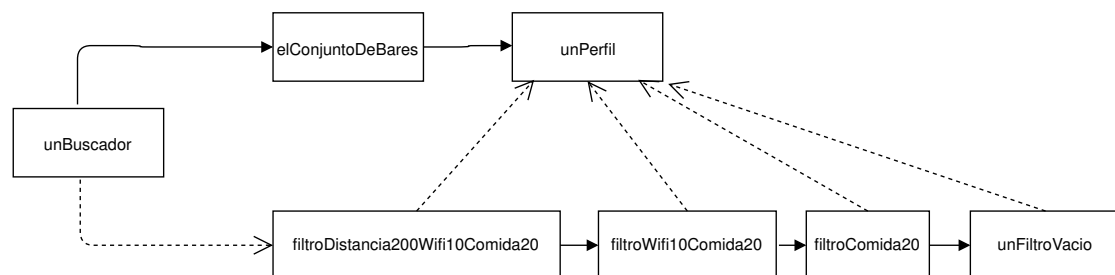 elConjuntoDeBares
unPerfil
unBuscador
filtroDistancia200Wifi10Comida20
filtroWifi10Comida20
filtroComida20
unFiltroVacio